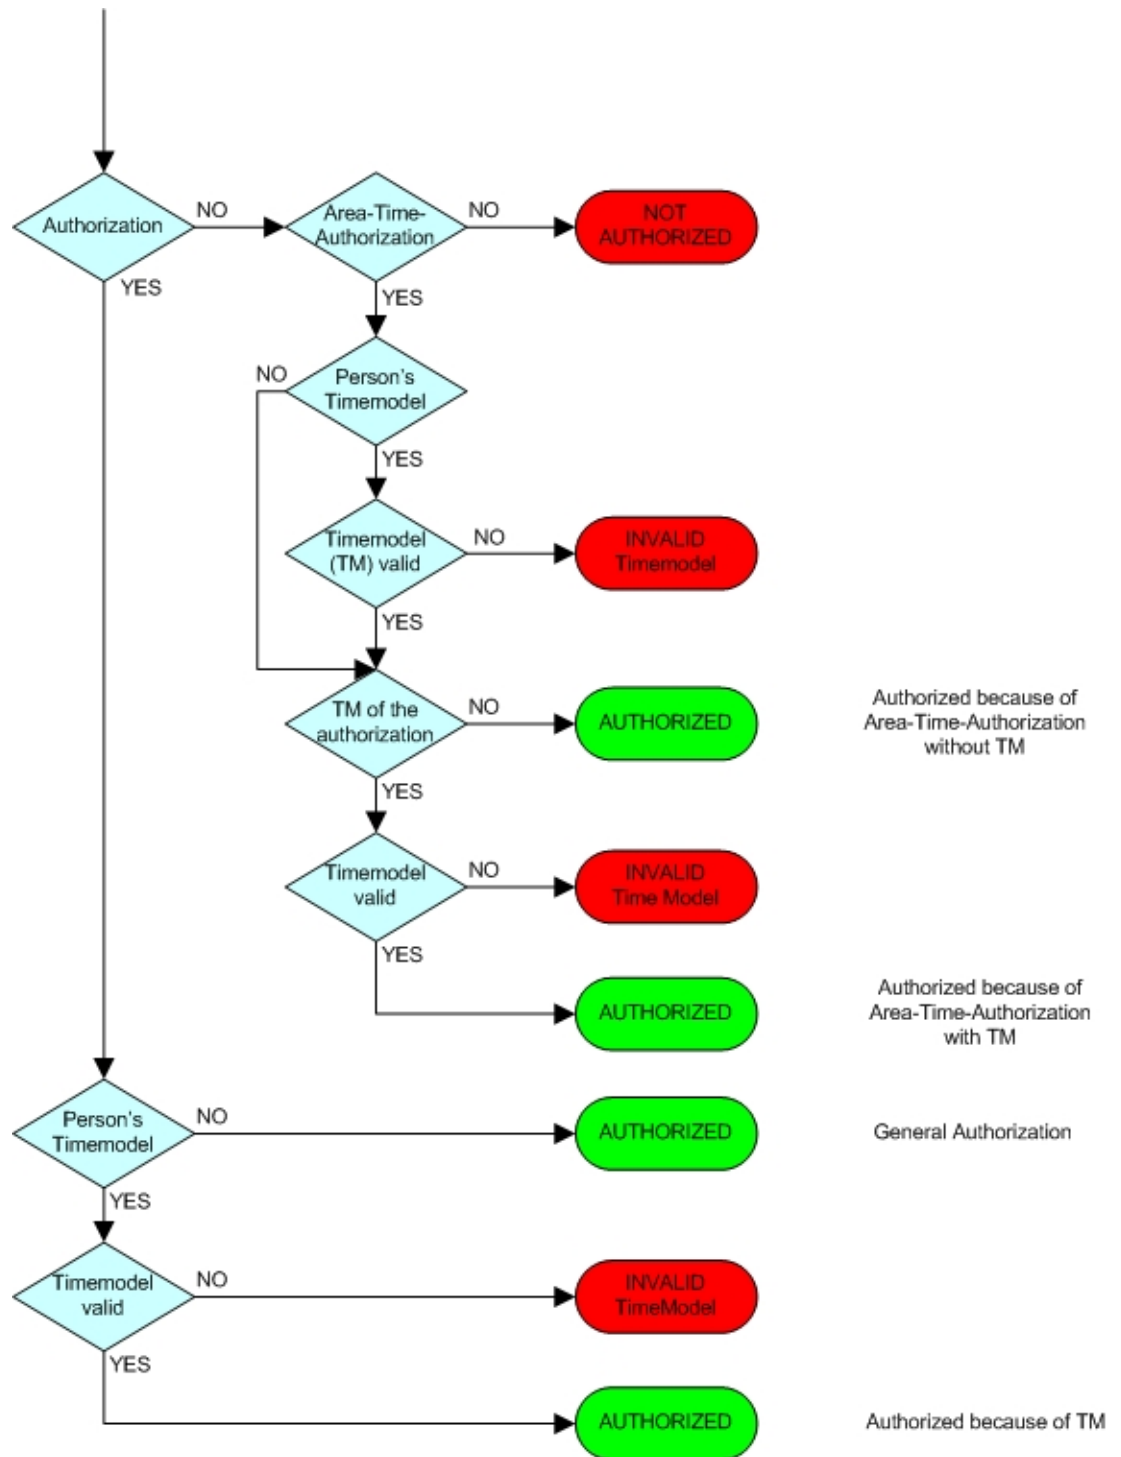 Authorization
NO
Area-Time-
Authorization
NO
NOT
AUTHORIZED
YES
YES
NO
Person's
Timemodel
YES
Timemodel
(TM) valid
NO
INVALID
Timemodel
YES
TM of the
authorization
NO
AUTHORIZED
Authorized because of
Area-Time-Authorization
without TM
YES
Timemodel
valid
NO
INVALID
Time Model
YES
AUTHORIZED
Authorized because of
Area-Time-Authorization
with TM
Person's
Timemodel
NO
AUTHORIZED
General Authorization
YES
Timemodel
valid
NO
INVALID
TimeModel
YES
AUTHORIZED
Authorized because of TM